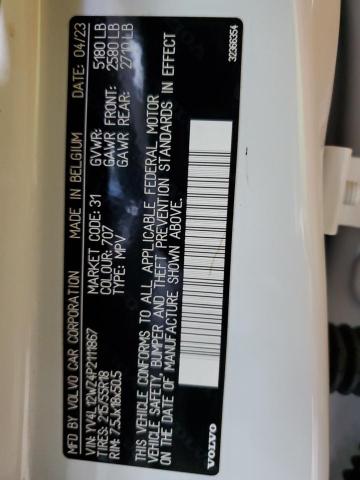 MFD BY VOLVO CAR CORPORATION MADE IN BELGIUM DATE: 04/23
VIN: YV4L12WZ4P2111867 GVWR: 5180 LB
TIRES: 215/55R18 MARKET CODE: 31 GAWR FRONT: 2580 LB
RIM: 7.5Jx18x50.5 COLOUR: 707 GAWR REAR: 2710 LB
TYPE: MPV
THIS VEHICLE CONFORMS TO ALL APPLICABLE FEDERAL MOTOR
VEHICLE SAFETY, BUMPER AND THEFT PREVENTION STANDARDS IN EFFECT
ON THE DATE OF MANUFACTURE SHOWN ABOVE.
VOLVO
32366354